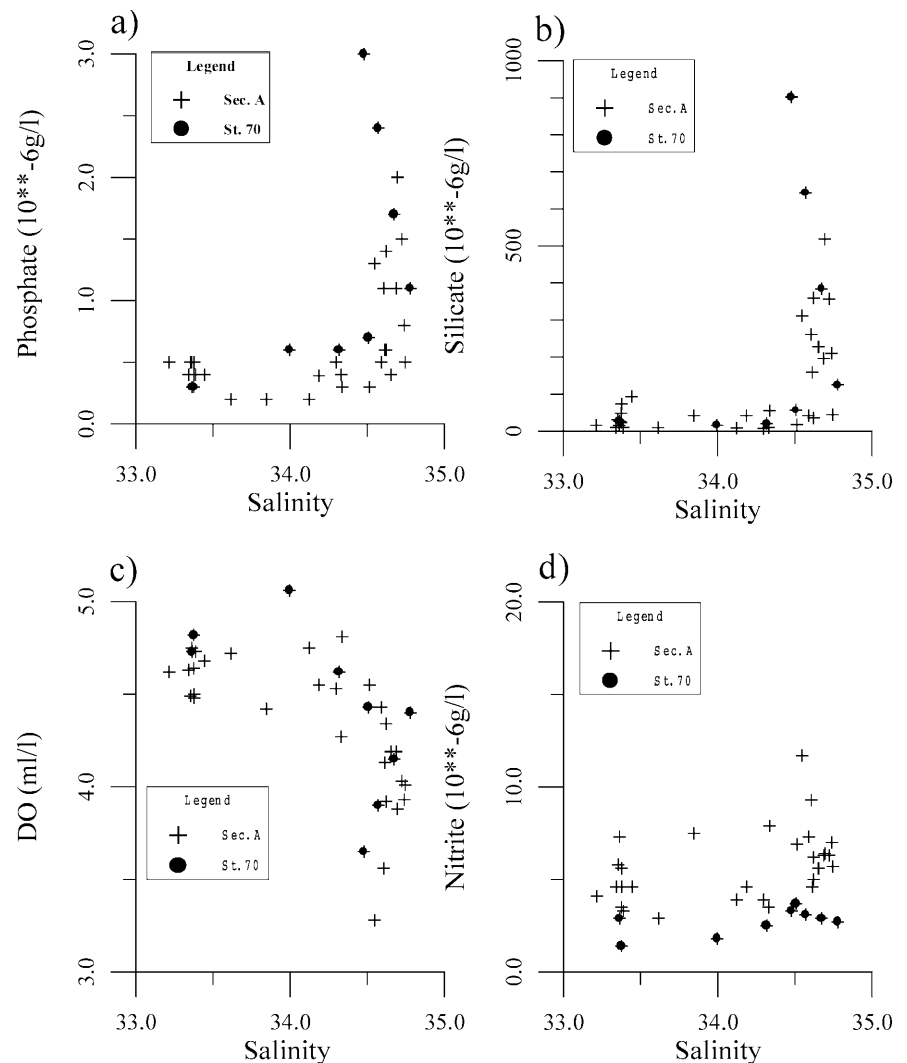 a)
Legend
Sec. A
St. 70
3.0
2.0
1.0
0.0
Phosphate (10**-6g/l)
33.0 34.0 35.0
Salinity
b)
Legend
Sec. A
St. 70
1000
500
0
Silicate (10**-6g/l)
33.0 34.0 35.0
Salinity
c)
Legend
Sec. A
St. 70
5.0
4.0
3.0
DO (ml/l)
33.0 34.0 35.0
Salinity
d)
Legend
Sec. A
St. 70
20.0
10.0
0.0
Nitrite (10**-6g/l)
33.0 34.0 35.0
Salinity